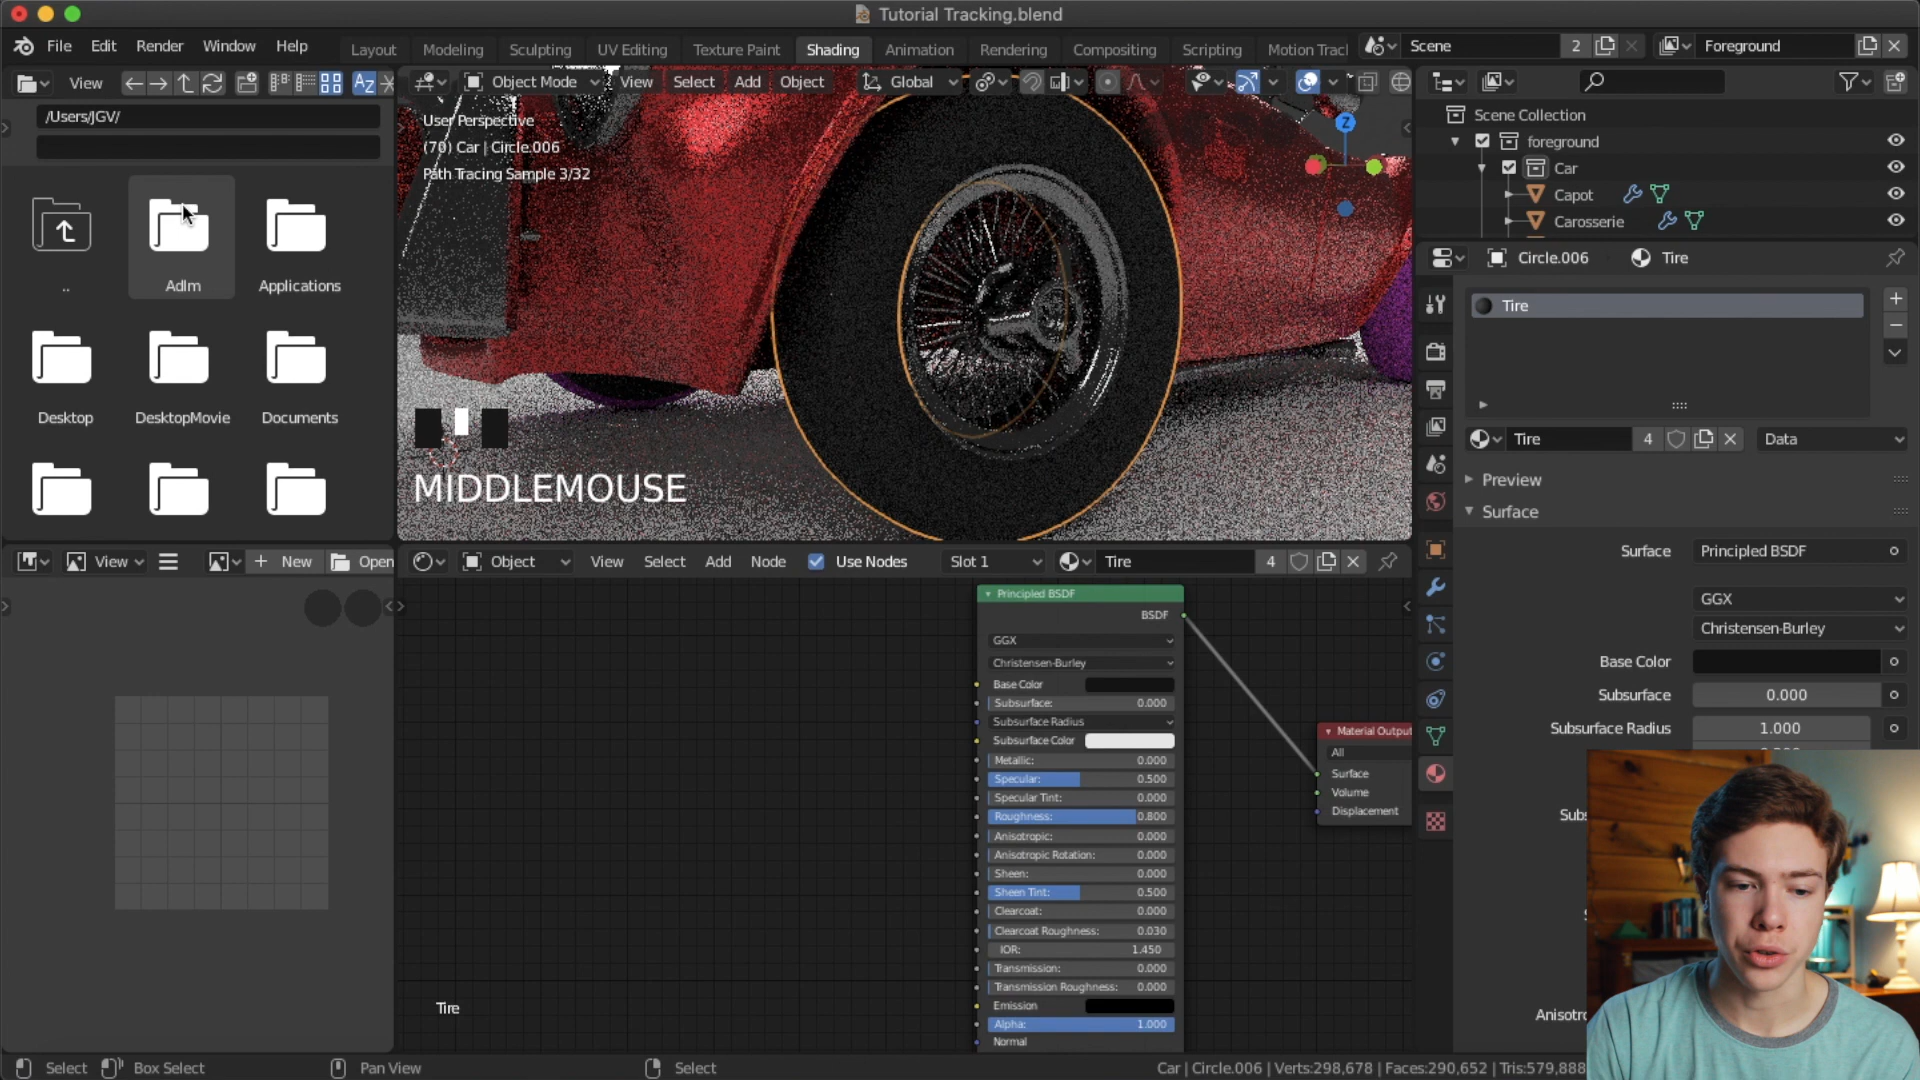 Tutorial Tracking.blend
File Edit Render Window Help
Layout Modeling Sculpting UV Editing Texture Paint Shading Animation Rendering Compositing Scripting Motion Tracl
Scene 2 Foreground
View
Object Mode View Select Add Object Global
/Users/JGV/
User Perspective
(70) Car | Circle.006
Path Tracing Sample 3/32
Z
Scene Collection
foreground
Car
Capot
Carosserie
..
Adlm
Applications
Desktop
DesktopMovie
Documents
MIDDLEMOUSE
Circle.006 Tire
Tire
Tire 4 Data
Preview
Surface
Surface Principled BSDF
GGX
Christensen-Burley
Base Color
Subsurface 0.000
Subsurface Radius 1.000
Subs
Anisotro
View New Open
Object View Select Add Node Use Nodes Slot 1 Tire 4
Principled BSDF
BSDF
GGX
Christensen-Burley
Base Color
Subsurface: 0.000
Subsurface Radius
Subsurface Color
Metallic: 0.000
Specular: 0.500
Specular Tint: 0.000
Roughness: 0.800
Anisotropic: 0.000
Anisotropic Rotation: 0.000
Sheen: 0.000
Sheen Tint: 0.500
Clearcoat: 0.000
Clearcoat Roughness: 0.030
IOR: 1.450
Transmission: 0.000
Transmission Roughness: 0.000
Emission
Alpha: 1.000
Normal
Material Output
All
Surface
Volume
Displacement
Tire
Select Box Select Pan View Select
Car | Circle.006 | Verts:298,678 | Faces:290,652 | Tris:579,888